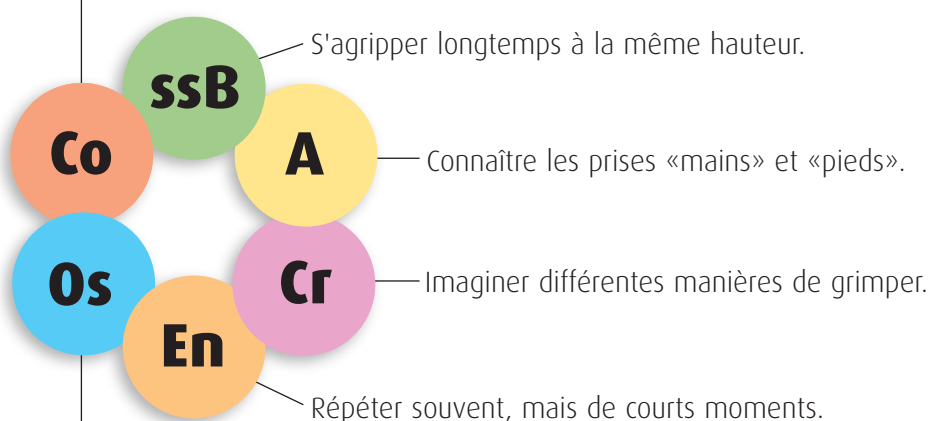 ssB
S'agripper longtemps à la même hauteur.
Co
A
Connaître les prises «mains» et «pieds».
Os
Cr
Imaginer différentes manières de grimper.
En
Répéter souvent, mais de courts moments.